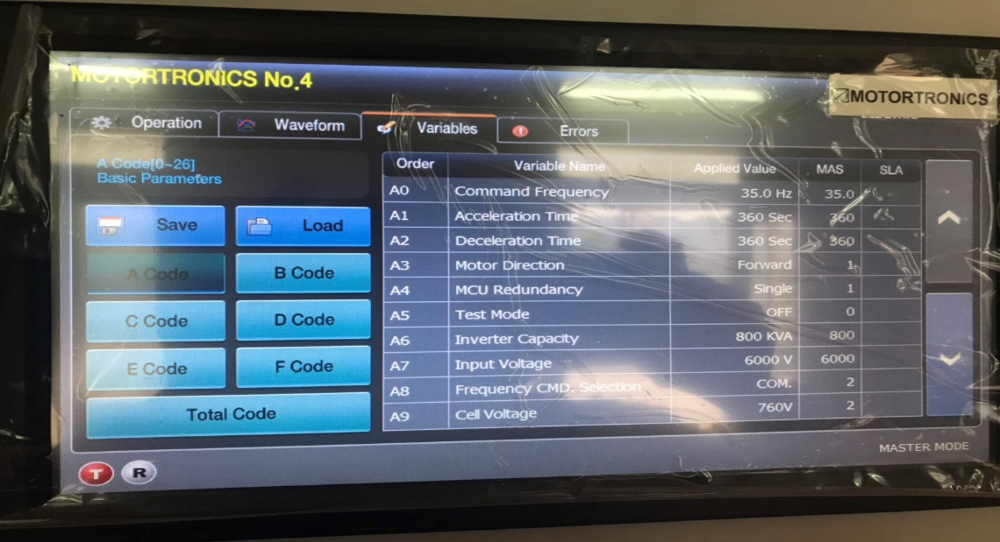 MOTORTRONICS No.4
MOTORTRONICS
Operation Waveform Variables Errors
A Code[0~26]
Basic Parameters
Save Load
A Code B Code
C Code D Code
E Code F Code
Total Code
Order Variable Name Applied Value MAS SLA
A0 Command Frequency 35.0 Hz 35.0
A1 Acceleration Time 360 Sec 360
A2 Deceleration Time 360 Sec 360
A3 Motor Direction Forward 1
A4 MCU Redundancy Single 1
A5 Test Mode OFF 0
A6 Inverter Capacity 800 KVA 800
A7 Input Voltage 6000 V 6000
A8 Frequency CMD. Selection COM. 2
A9 Cell Voltage 760V 2
MASTER MODE
T R